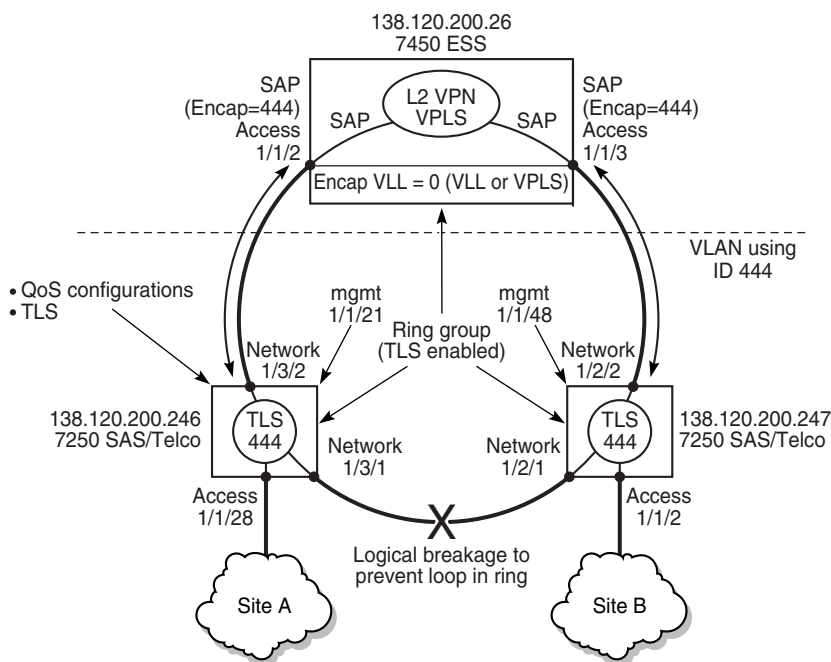 138.120.200.26
7450 ESS
SAP
(Encap=444)
Access
1/1/2
L2 VPN
VPLS
SAP
SAP
SAP
(Encap=444)
Access
1/1/3
Encap VLL = 0 (VLL or VPLS)
VLAN using
ID 444
• QoS configurations
• TLS
mgmt
1/1/21
Ring group
(TLS enabled)
mgmt
1/1/48
Network
1/3/2
Network
1/2/2
138.120.200.246
7250 SAS/Telco
TLS
444
Network
1/3/1
Network
1/2/1
TLS
444
138.120.200.247
7250 SAS/Telco
Access
1/1/28
Access
1/1/2
X
Logical breakage to
prevent loop in ring
Site A
Site B